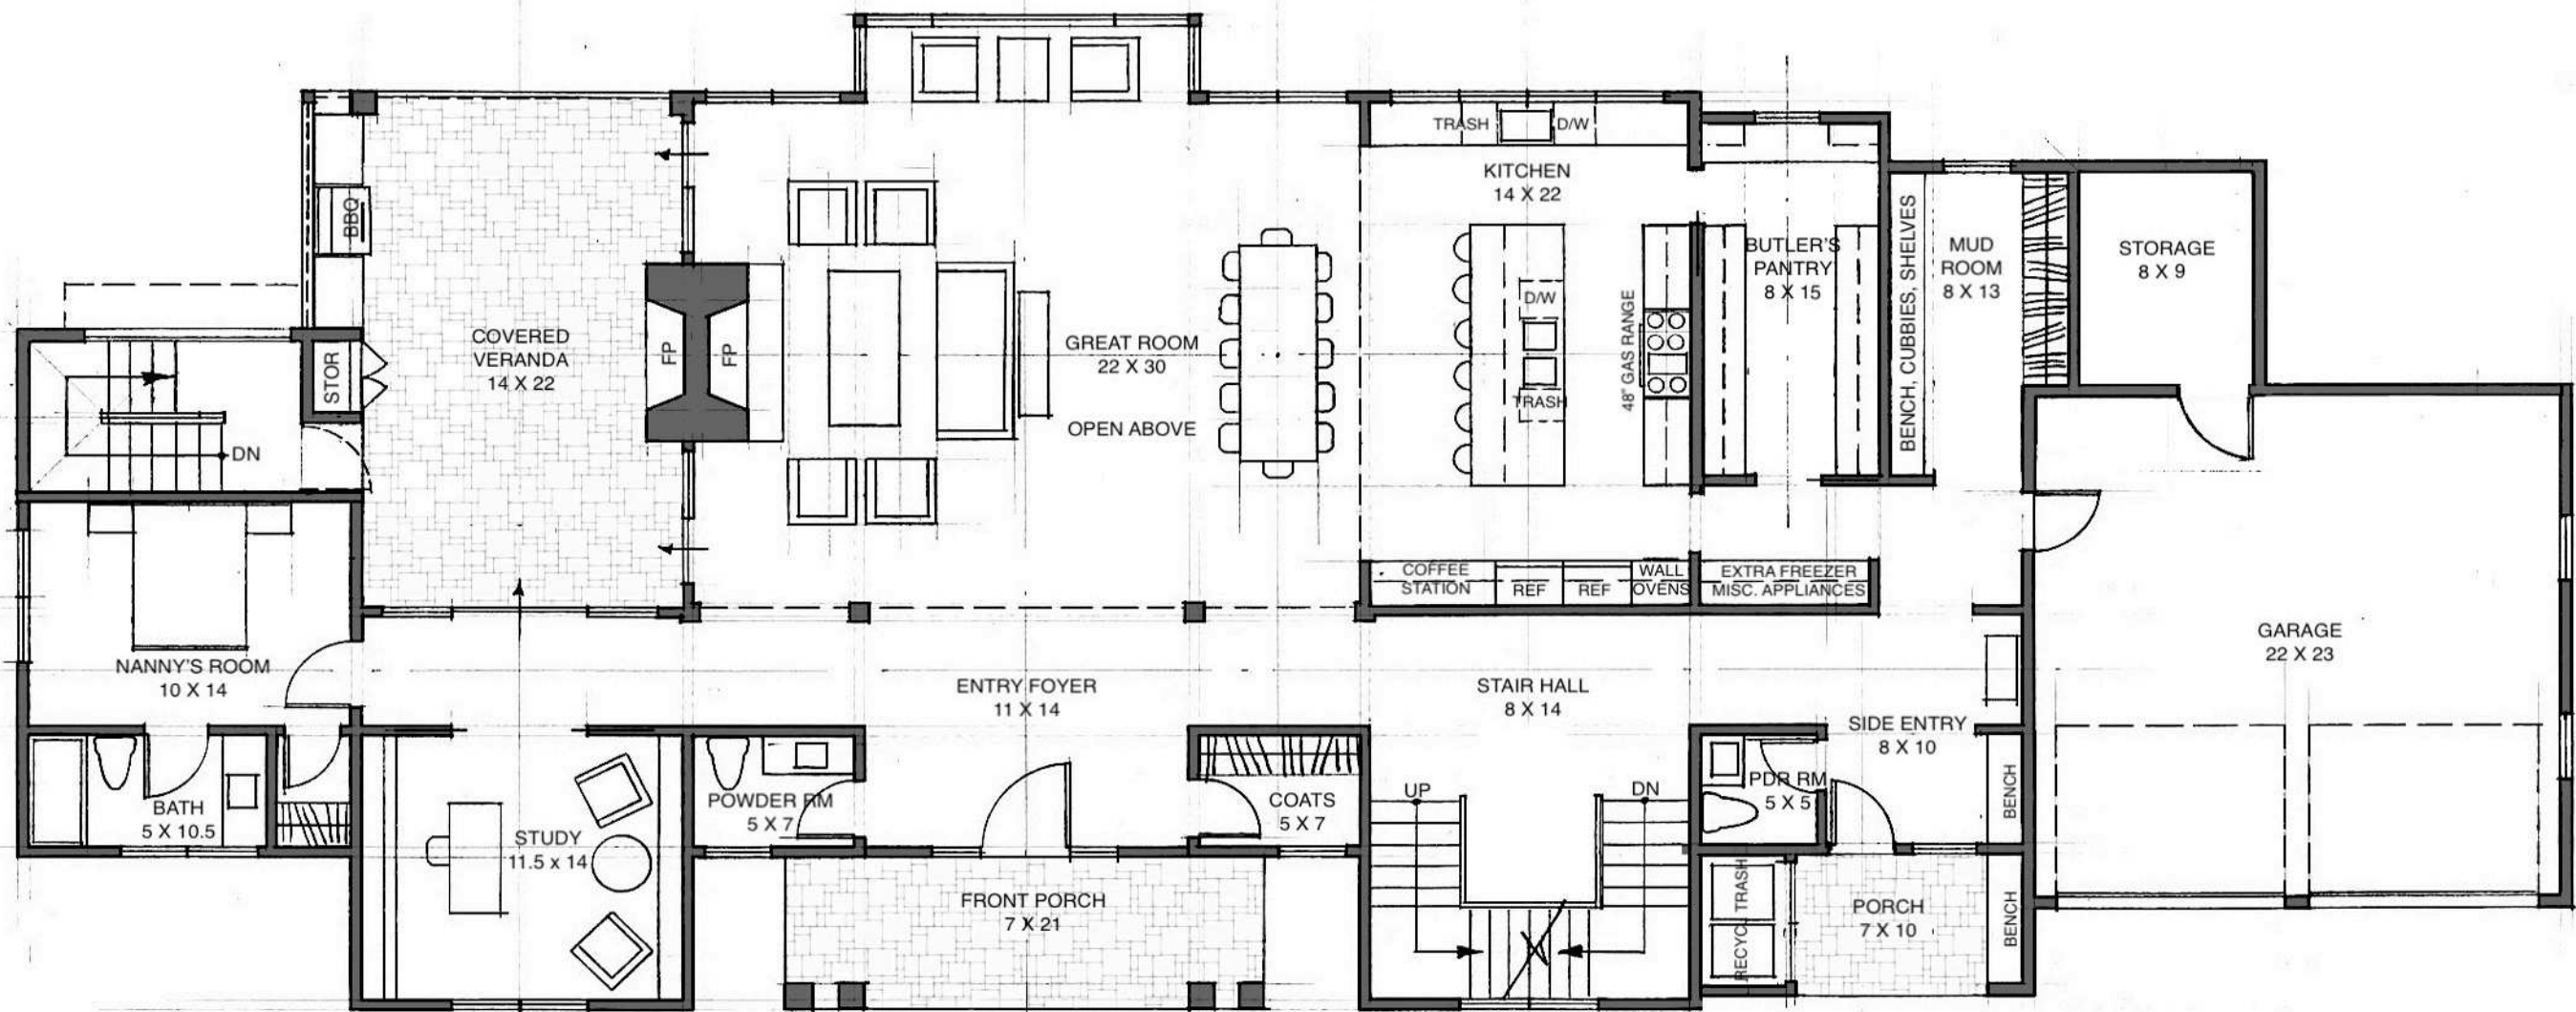 TRASH
D/W
KITCHEN
14 X 22
BBQ
BENCH, CUBBIES, SHELVES
BUTLER'S
PANTRY
8 X 15
MUD
ROOM
8 X 13
STORAGE
8 X 9
D/W
TRASH
48" GAS RANGE
COVERED
VERANDA
14 X 22
FP
FP
GREAT ROOM
22 X 30
OPEN ABOVE
STOR
DN
COFFEE
STATION
REF
REF
WALL
OVENS
EXTRA FREEZER
MISC. APPLIANCES
NANNY'S ROOM
10 X 14
ENTRY FOYER
11 X 14
STAIR HALL
8 X 14
GARAGE
22 X 23
SIDE ENTRY
8 X 10
BATH
5 X 10.5
STUDY
11.5 x 14
POWDER RM
5 X 7
COATS
5 X 7
UP
DN
PDR RM
5 X 5
BENCH
FRONT PORCH
7 X 21
RECYCL TRASH
PORCH
7 X 10
BENCH